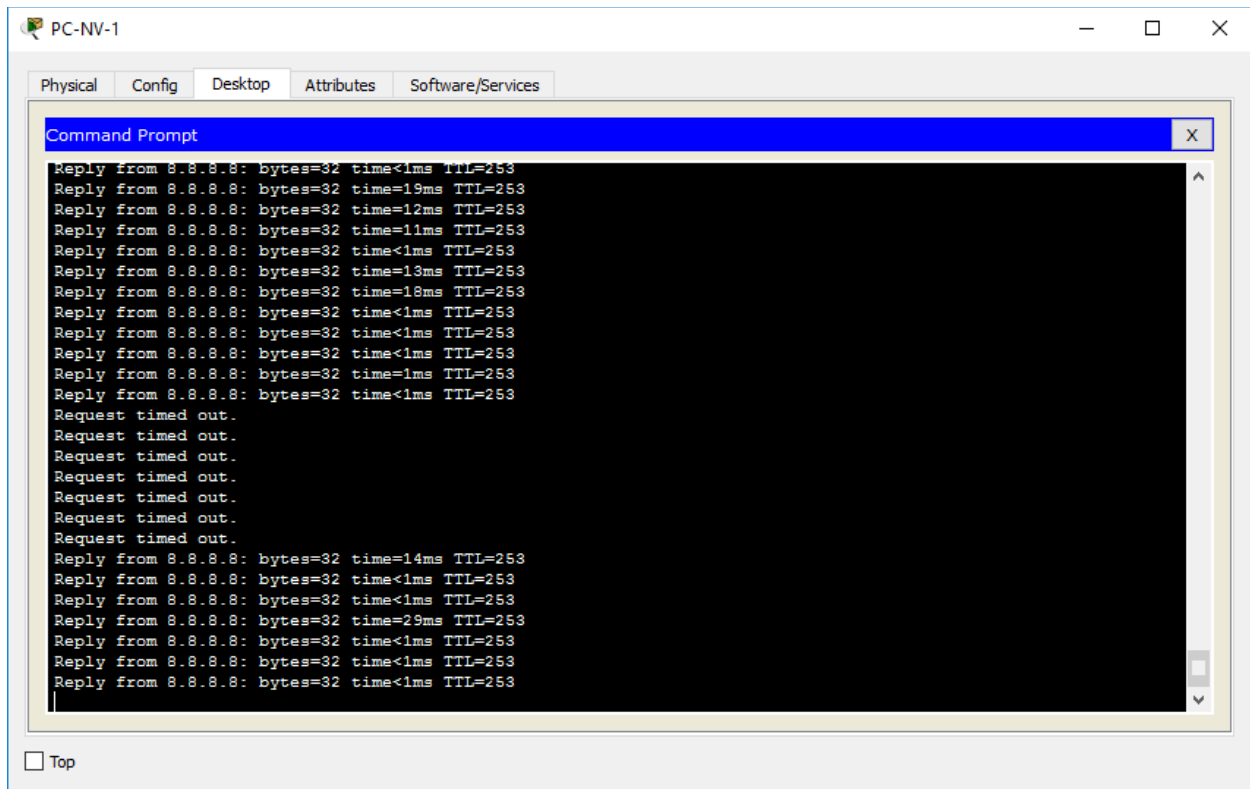 PC-NV-1
Physical Config Desktop Attributes Software/Services
Command Prompt X
Reply from 8.8.8.8: bytes=32 time<1ms TTL=253
Reply from 8.8.8.8: bytes=32 time=19ms TTL=253
Reply from 8.8.8.8: bytes=32 time=12ms TTL=253
Reply from 8.8.8.8: bytes=32 time=11ms TTL=253
Reply from 8.8.8.8: bytes=32 time<1ms TTL=253
Reply from 8.8.8.8: bytes=32 time=13ms TTL=253
Reply from 8.8.8.8: bytes=32 time=18ms TTL=253
Reply from 8.8.8.8: bytes=32 time<1ms TTL=253
Reply from 8.8.8.8: bytes=32 time<1ms TTL=253
Reply from 8.8.8.8: bytes=32 time<1ms TTL=253
Reply from 8.8.8.8: bytes=32 time=1ms TTL=253
Reply from 8.8.8.8: bytes=32 time<1ms TTL=253
Request timed out.
Request timed out.
Request timed out.
Request timed out.
Request timed out.
Request timed out.
Request timed out.
Reply from 8.8.8.8: bytes=32 time=14ms TTL=253
Reply from 8.8.8.8: bytes=32 time<1ms TTL=253
Reply from 8.8.8.8: bytes=32 time<1ms TTL=253
Reply from 8.8.8.8: bytes=32 time=29ms TTL=253
Reply from 8.8.8.8: bytes=32 time<1ms TTL=253
Reply from 8.8.8.8: bytes=32 time<1ms TTL=253
Reply from 8.8.8.8: bytes=32 time<1ms TTL=253
Top